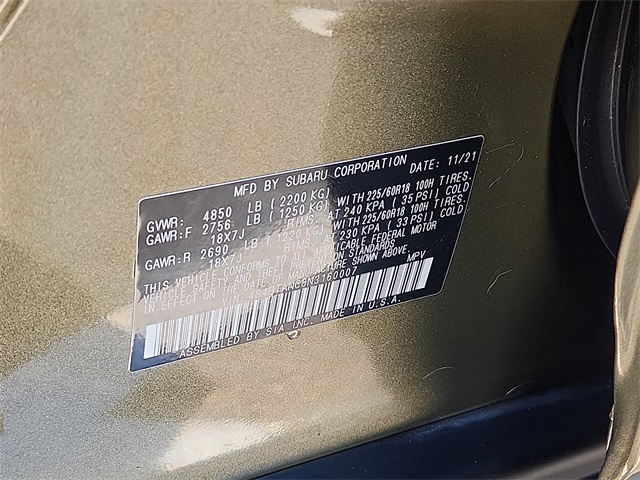 MFD BY SUBARU CORPORATION DATE: 11/21
GVWR: 4850 LB (2200 KG)
GAWR:F 2756 LB (1250 KG) WITH 225/60R18 100H TIRES.
18X7J RIMS. AT 240 KPA (35 PSI) COLD
GAWR:R 2690 LB (1220 KG) WITH 225/60R18 100H TIRES.
18X7J RIMS. 230 KPA (33 PSI) COLD
THIS VEHICLE CONFORMS TO ALL APPLICABLE FEDERAL MOTOR
VEHICLE SAFETY AND THEFT PREVENTION STANDARDS
IN EFFECT ON THE DATE OF ABOVE.
VIN MPV
ASSEMBLED BY SIA INC. MADE IN U.S.A.